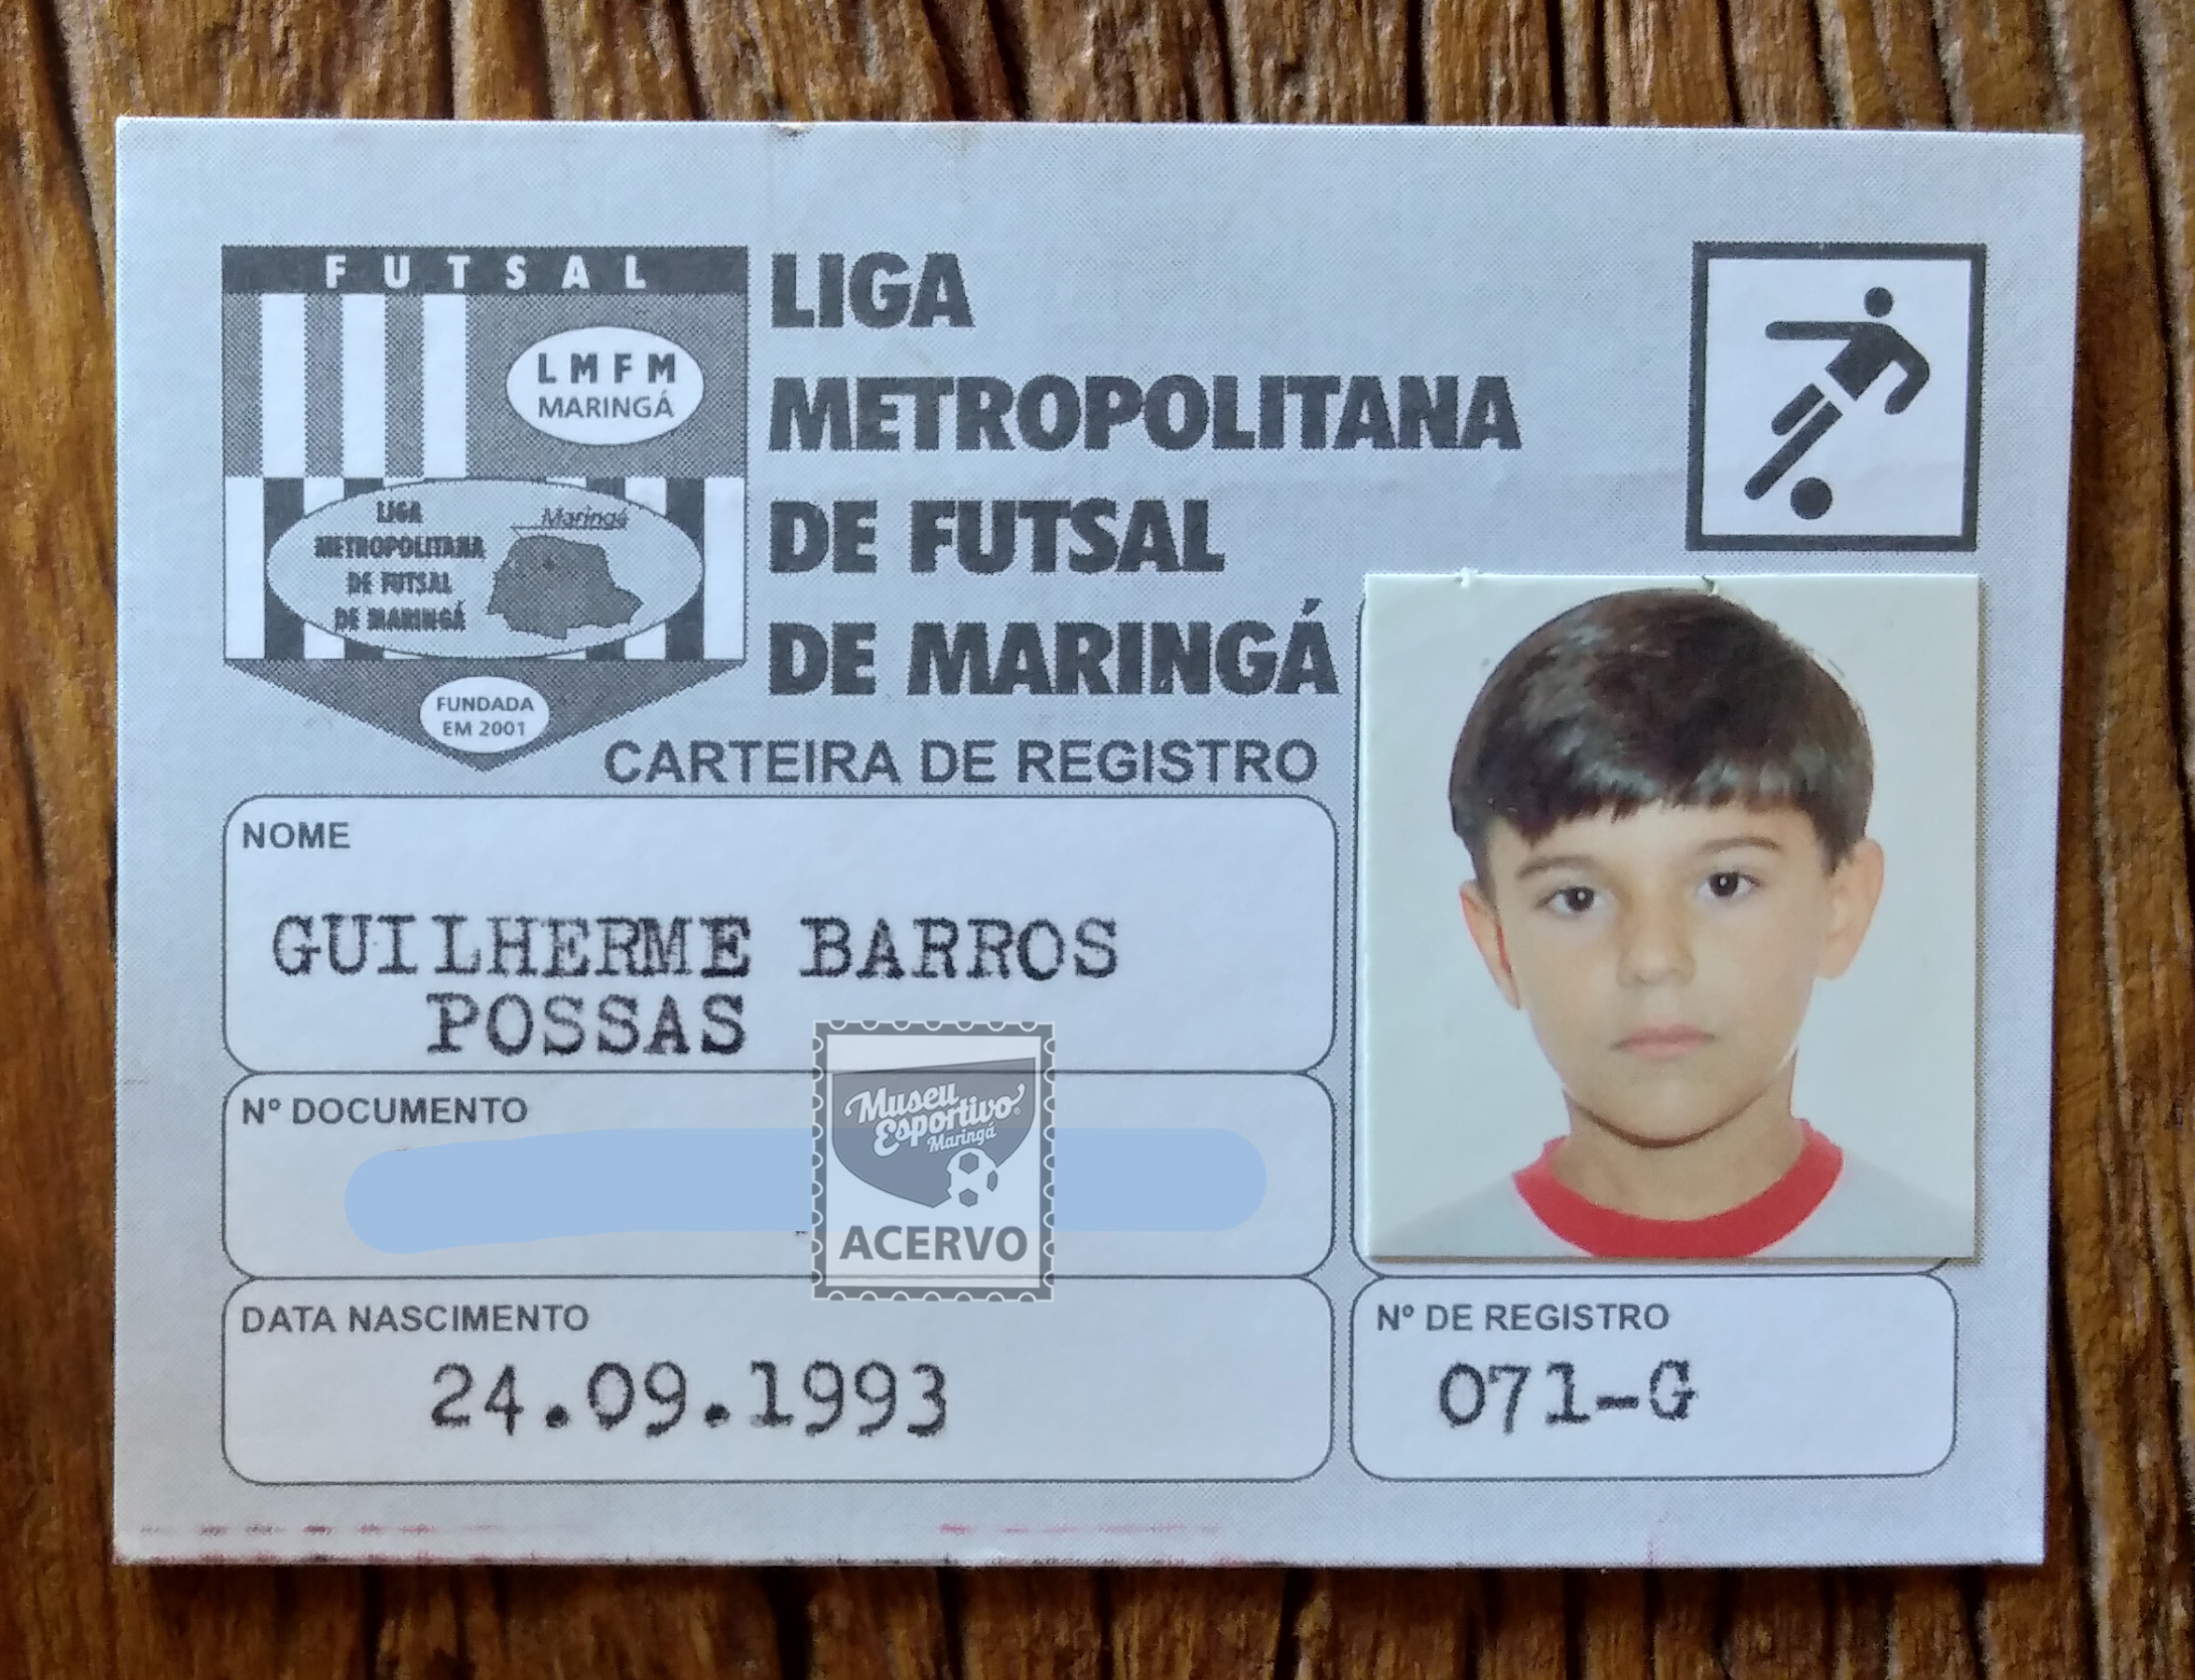 FUTSAL
LMFM
MARINGÁ
LIGA
METROPOLITANA
DE FUTSAL
DE MARINGÁ
Maringá
FUNDADA
EM 2001
LIGA
METROPOLITANA
DE FUTSAL
DE MARINGÁ
CARTEIRA DE REGISTRO
NOME
GUILHERME BARROS
POSSAS
Nº DOCUMENTO
Museu
Esportivo
Maringá
ACERVO
DATA NASCIMENTO
24.09.1993
Nº DE REGISTRO
071-G